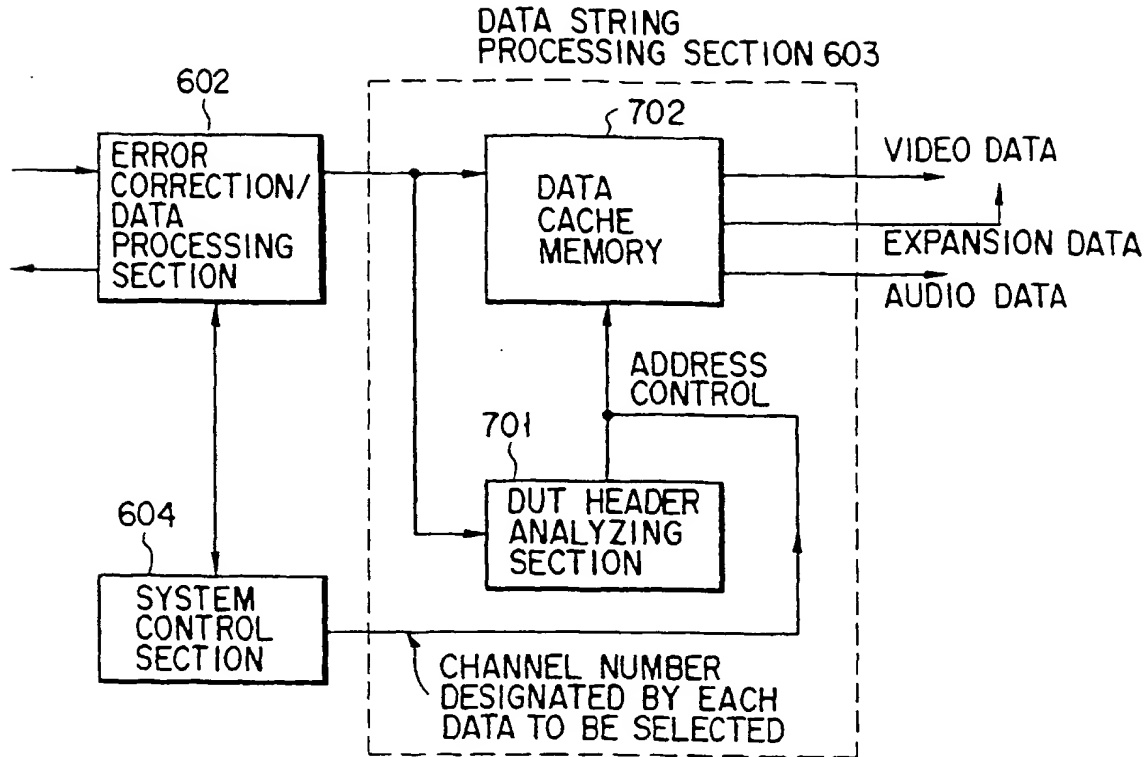 DATA STRING
PROCESSING SECTION 603
602
702
ERROR
CORRECTION/
DATA
PROCESSING
SECTION
DATA
CACHE
MEMORY
VIDEO DATA
EXPANSION DATA
AUDIO DATA
ADDRESS
CONTROL
701
DUT HEADER
ANALYZING
SECTION
604
SYSTEM
CONTROL
SECTION
CHANNEL NUMBER
DESIGNATED BY EACH
DATA TO BE SELECTED